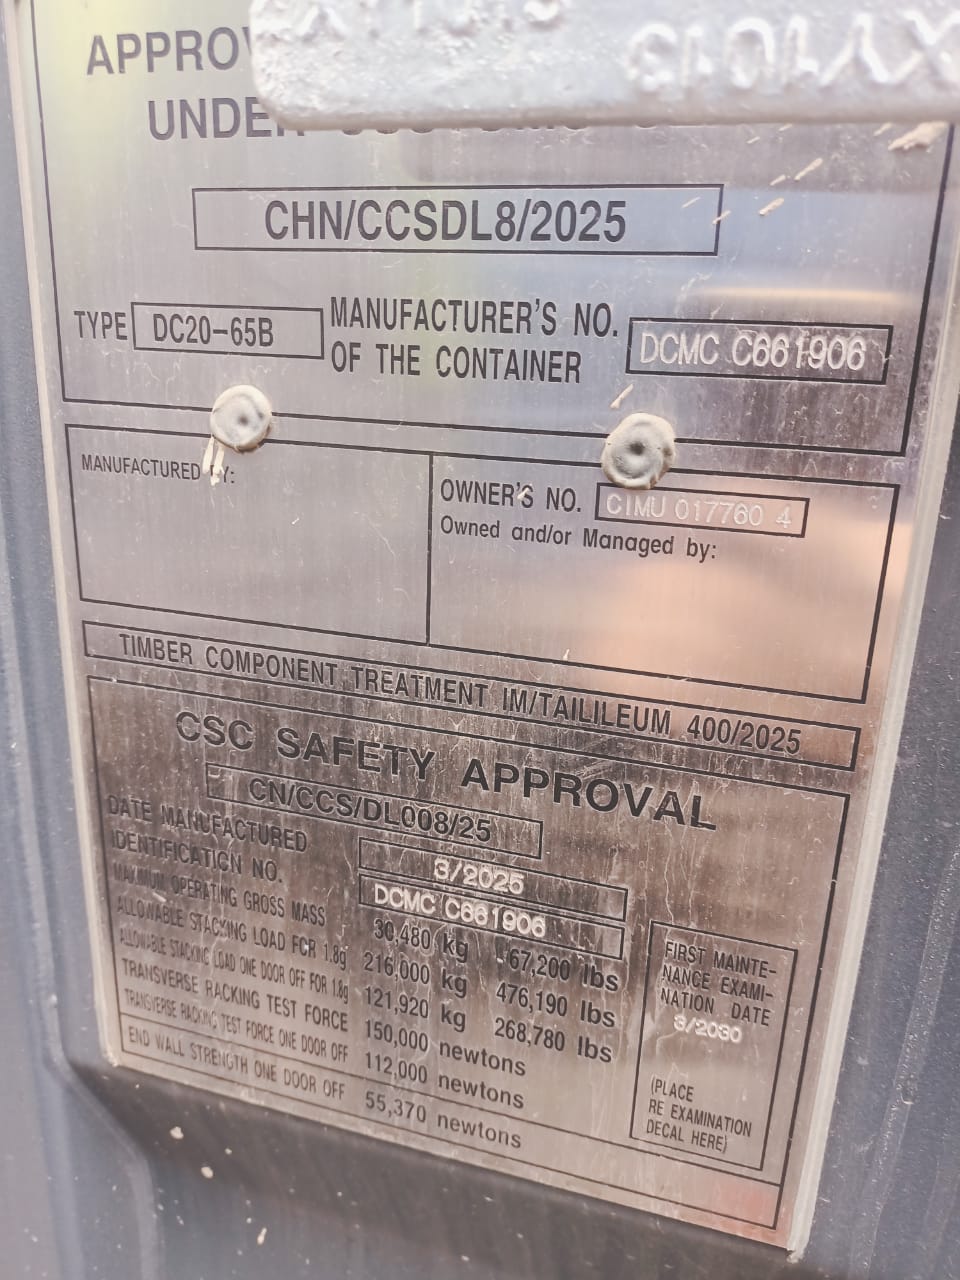 APPROV
UNDER
CHN/CCSDL8/2025
TYPE DC20-65B MANUFACTURER'S NO. OF THE CONTAINER DCMC C661906
MANUFACTURED BY:
OWNER'S NO. CIMU 017760 4
Owned and/or Managed by:
TIMBER COMPONENT TREATMENT IM/TAILILEUM 400/2025
CSC SAFETY APPROVAL
CN/CCS/DL008/25
DATE MANUFACTURED 3/2025
IDENTIFICATION NO. DCMC C661906
MAXIMUM OPERATING GROSS MASS 30,480 kg 67,200 lbs
ALLOWABLE STACKING LOAD FOR 1.8g 216,000 kg 476,190 lbs
ALLOWABLE STACKING LOAD ONE DOOR OFF FOR 1.8g 121,920 kg 268,780 lbs
TRANSVERSE RACKING TEST FORCE 150,000 newtons
TRANSVERSE RACKING TEST FORCE ONE DOOR OFF 112,000 newtons
END WALL STRENGTH ONE DOOR OFF 55,370 newtons
FIRST MAINTE-
NANCE EXAMI-
NATION DATE
3/2030
(PLACE
RE EXAMINATION
DECAL HERE)